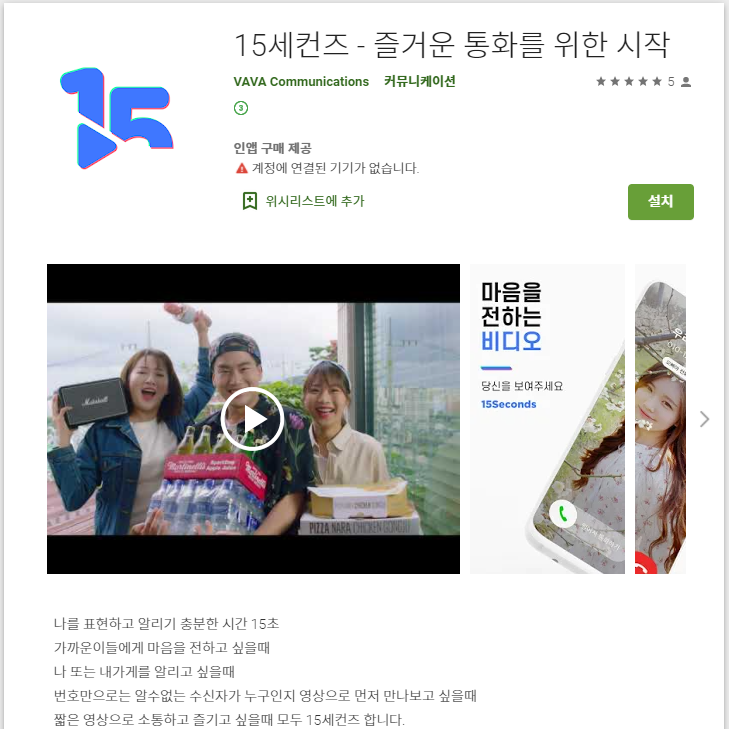 15세컨즈 - 즐거운 통화를 위한 시작
VAVA Communications 커뮤니케이션
5
3
인앱 구매 제공
계정에 연결된 기기가 없습니다.
위시리스트에 추가
설치
15
Marshall
Sparkling
Martinelli's
Apple Juice
PIZZA NARA CHICKEN GONGJU
마음을
전하는
비디오
당신을 보여주세요
15Seconds
나를 표현하고 알리기 충분한 시간 15초
가까운이들에게 마음을 전하고 싶을때
나 또는 내가게를 알리고 싶을때
번호만으로는 알수없는 수신자가 누구인지 영상으로 먼저 만나보고 싶을때
짧은 영상으로 소통하고 즐기고 싶을때 모두 15세컨즈 합니다.